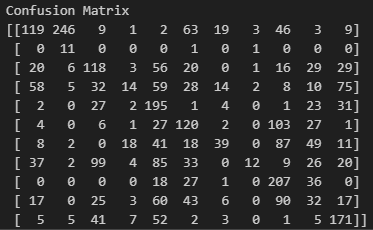 Confusion Matrix
[[119 246 9 1 2 63 19 3 46 3 9]
[ 0 11 0 0 0 1 0 1 0 0 0]
[ 20 6 118 3 56 20 0 1 16 29 29]
[ 58 5 32 14 59 28 14 2 8 10 75]
[ 2 0 27 2 195 1 4 0 1 23 31]
[ 4 0 6 1 27 120 2 0 103 27 1]
[ 8 2 0 18 41 18 39 0 87 49 11]
[ 37 2 99 4 85 33 0 12 9 26 20]
[ 0 0 0 0 18 27 1 0 207 36 0]
[ 17 0 25 3 60 43 6 0 90 32 17]
[ 5 5 41 7 52 2 3 0 1 5 171]]